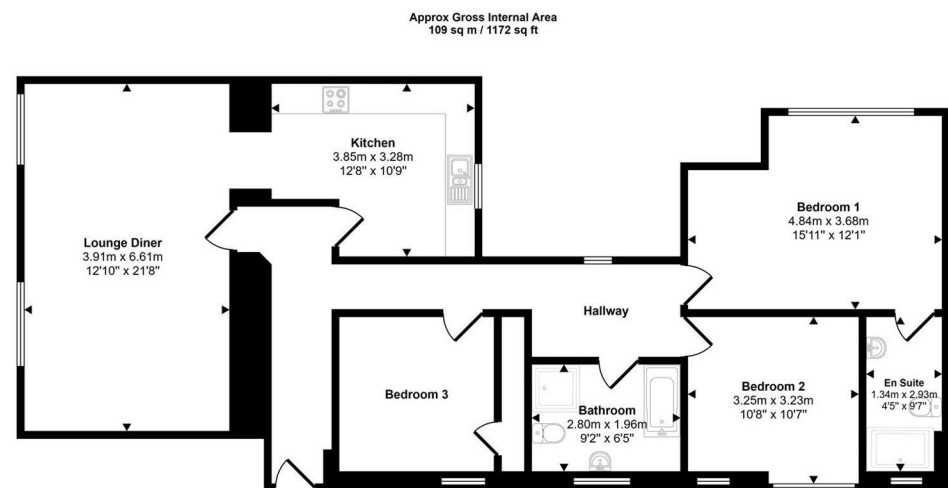 Approx Gross Internal Area
109 sq m / 1172 sq ft
Kitchen
3.85m x 3.28m
12'8" x 10'9"
Lounge Diner
3.91m x 6.61m
12'10" x 21'8"
Bedroom 1
4.84m x 3.68m
15'11" x 12'1"
Hallway
Bedroom 3
Bathroom
2.80m x 1.96m
9'2" x 6'5"
Bedroom 2
3.25m x 3.23m
10'8" x 10'7"
En Suite
1.34m x 2.93m
4'5" x 9'7"